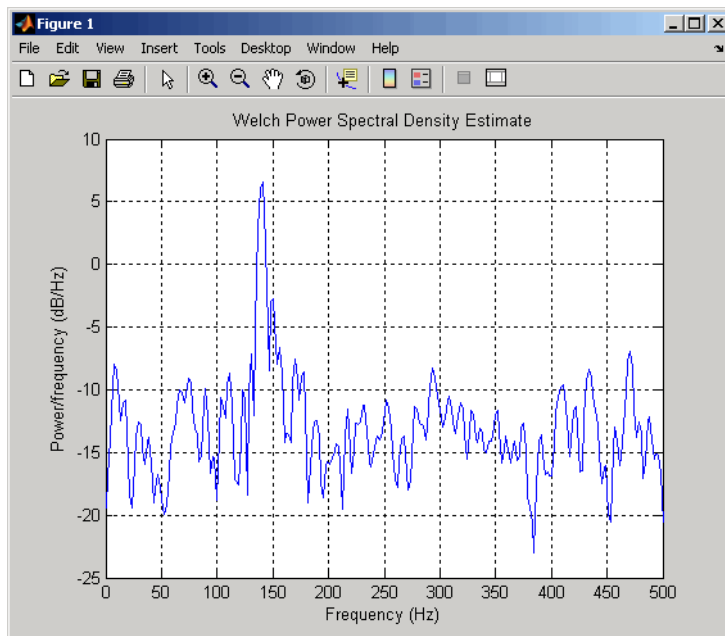 Figure 1
File Edit View Insert Tools Desktop Window Help
Welch Power Spectral Density Estimate
10
5
0
-5
-10
-15
-20
-25
Power/frequency (dB/Hz)
0 50 100 150 200 250 300 350 400 450 500
Frequency (Hz)